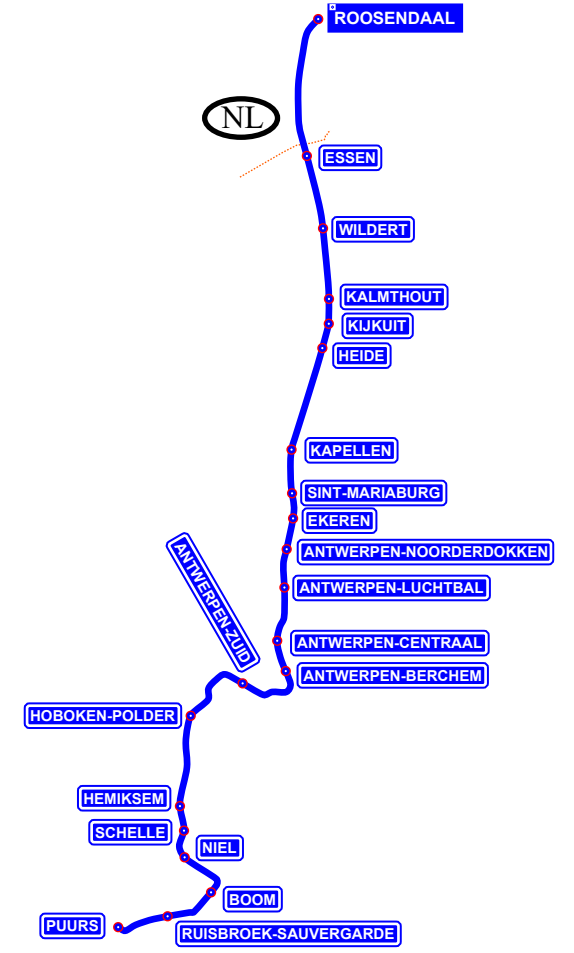 ROOSENDAAL
NL
ESSEN
WILDERT
KALMTHOUT
KIJKUIT
HEIDE
KAPELLEN
SINT-MARIABURG
EKEREN
ANTWERPEN-NOORDERDOKKEN
ANTWERPEN-LUCHTBAL
ANTWERPEN-ZUID
ANTWERPEN-CENTRAAL
ANTWERPEN-BERCHEM
HOBOKEN-POLDER
HEMIKSEM
SCHELLE
NIEL
BOOM
PUURS
RUISBROEK-SAUVERGARDE